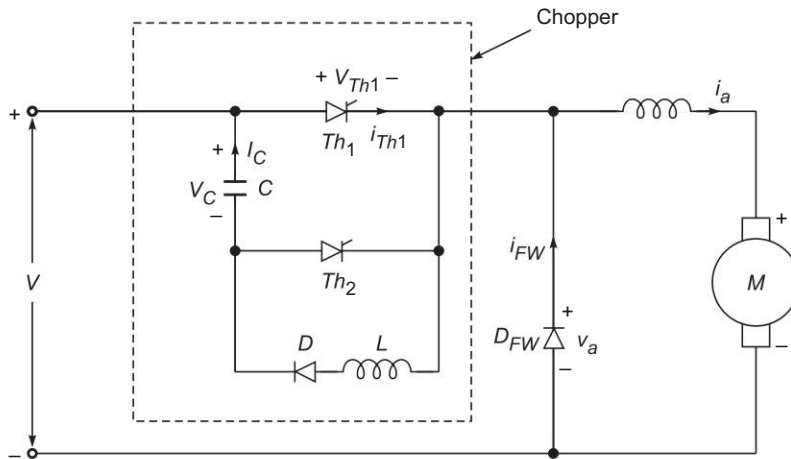 Chopper
+ V_Th1 –
+
Th_1
i_Th1
i_a
+
I_C
V_C
C
–
+
Th_2
i_FW
M
V
+
D
L
D_FW
v_a
–
–
–